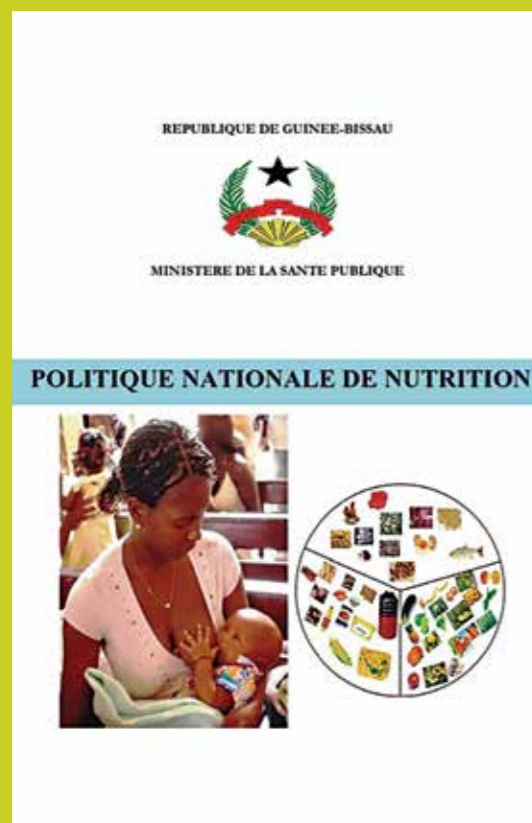 REPUBLIQUE DE GUINEE-BISSAU
MINISTERE DE LA SANTE PUBLIQUE
POLITIQUE NATIONALE DE NUTRITION